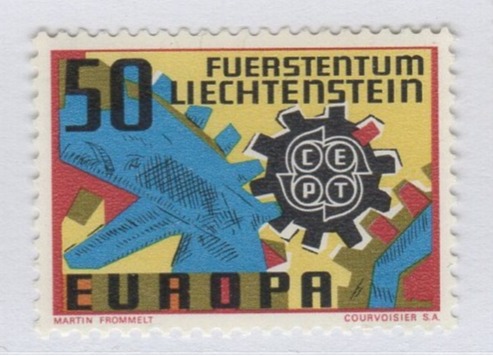 50
FUERSTENTUM
LIECHTENSTEIN
CEPT
EUROPA
MARTIN FROMMELT
COURVOISIER S.A.